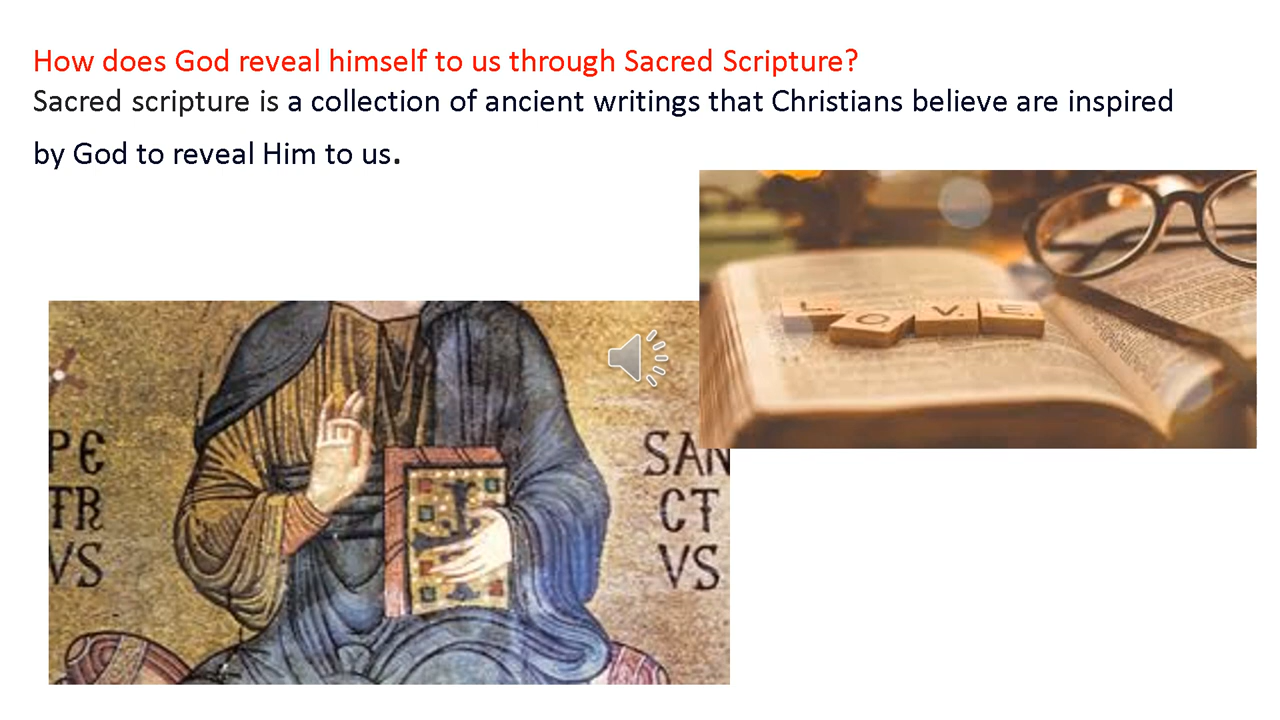 How does God reveal himself to us through Sacred Scripture?
Sacred scripture is a collection of ancient writings that Christians believe are inspired
by God to reveal Him to us.
L O V E
PE
TR
VS
SAN
CT
VS